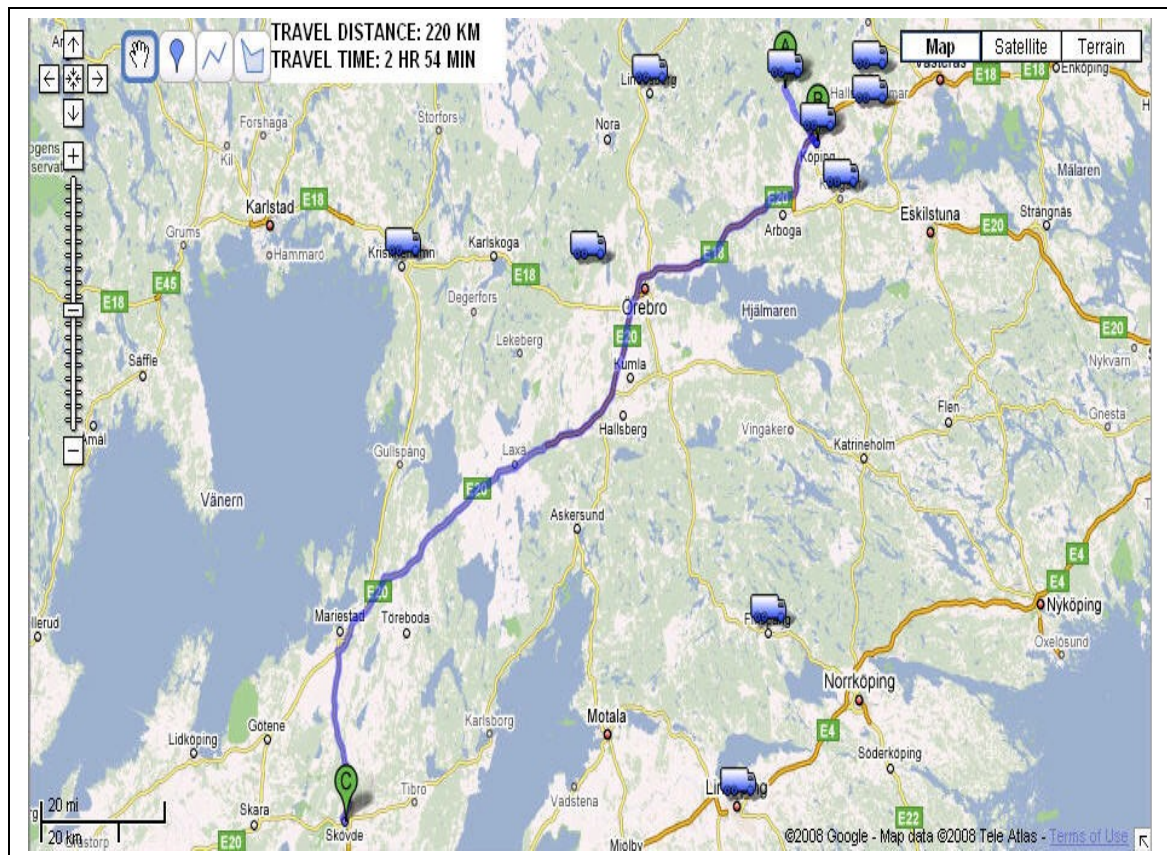 TRAVEL DISTANCE: 220 KM
TRAVEL TIME: 2 HR 54 MIN
Map Satellite Terrain
A
E18
Enköping
Forshaga
Storfors
Nora
B
Kil
Köping
Mälaren
E18
Karlstad
E20
Arboga
Eskilstuna
Strängnäs
E20
Grums
Hammarö
Karlskoga
E18
E45
E18
E18
Degerfors
Örebro
Hjälmaren
E20
E20
Lekeberg
Nykvarn
Säffle
Kumla
Flen
Gnesta
Hallsberg
Vingåker
Katrineholm
Åmål
Gullspång
Laxå
E20
Vänern
Askersund
E4
E4
E20
Nyköping
Mariestad
Töreboda
Oxelösund
Norrköping
Götene
Karlsborg
Motala
E4
Lidköping
Söderköping
C
Tibro
20 mi
Skara
Vadstena
20 km
E20
Skövde
E22
Mjölby
©2008 Google - Map data ©2008 Tele Atlas - Terms of Use